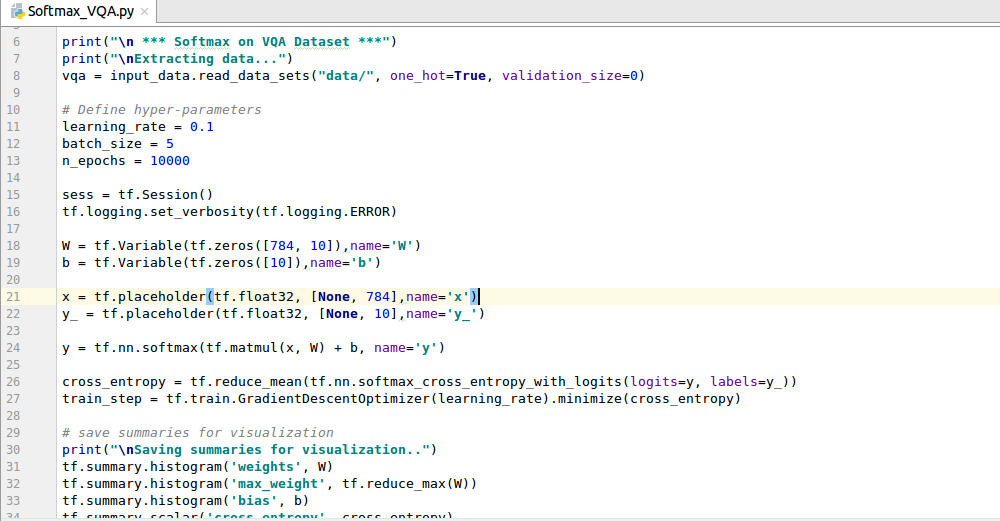 Softmax_VQA.py ×
6 print("\n *** Softmax on VQA Dataset ***")
7 print("\nExtracting data...")
8 vqa = input_data.read_data_sets("data/", one_hot=True, validation_size=0)
9
10 # Define hyper-parameters
11 learning_rate = 0.1
12 batch_size = 5
13 n_epochs = 10000
14
15 sess = tf.Session()
16 tf.logging.set_verbosity(tf.logging.ERROR)
17
18 W = tf.Variable(tf.zeros([784, 10]),name='W')
19 b = tf.Variable(tf.zeros([10]),name='b')
20
21 x = tf.placeholder(tf.float32, [None, 784],name='x')
22 y_ = tf.placeholder(tf.float32, [None, 10],name='y_')
23
24 y = tf.nn.softmax(tf.matmul(x, W) + b, name='y')
25
26 cross_entropy = tf.reduce_mean(tf.nn.softmax_cross_entropy_with_logits(logits=y, labels=y_))
27 train_step = tf.train.GradientDescentOptimizer(learning_rate).minimize(cross_entropy)
28
29 # save summaries for visualization
30 print("\nSaving summaries for visualization..")
31 tf.summary.histogram('weights', W)
32 tf.summary.histogram('max_weight', tf.reduce_max(W))
33 tf.summary.histogram('bias', b)
34 tf.summary.scalar('cross_entropy', cross_entropy)